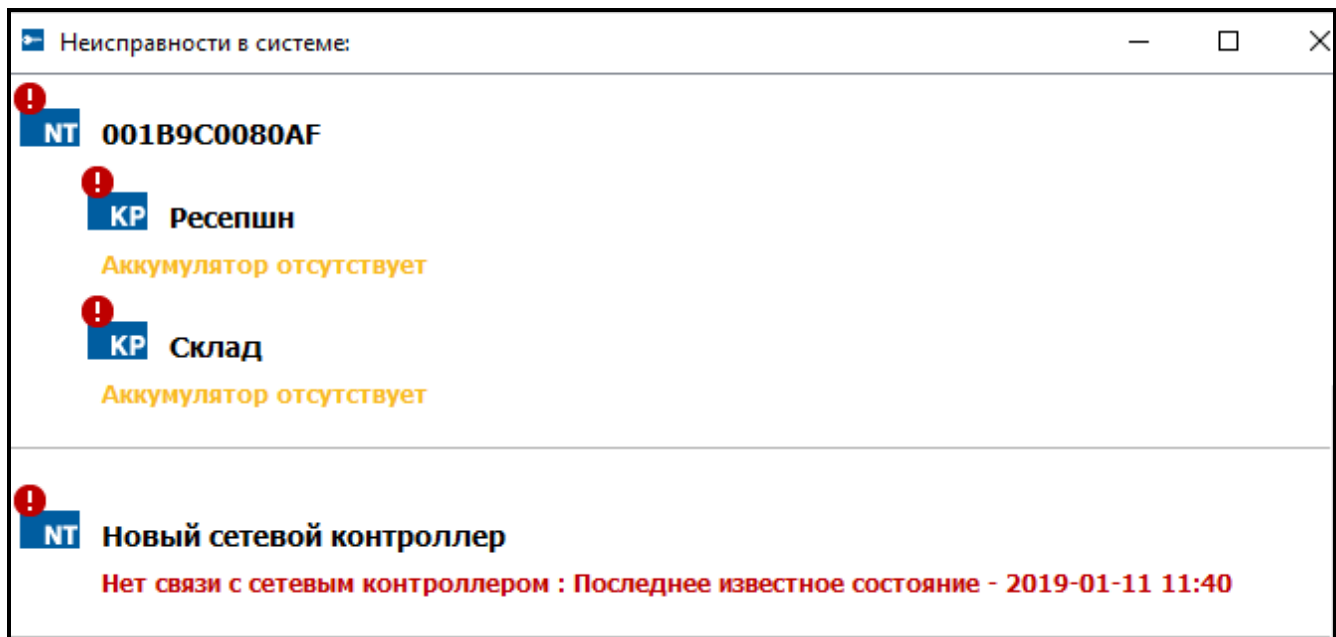 Неисправности в системе:
NT 001B9C0080AF
KP Ресепшн
Аккумулятор отсутствует
KP Склад
Аккумулятор отсутствует
NT Новый сетевой контроллер
Нет связи с сетевым контроллером : Последнее известное состояние - 2019-01-11 11:40